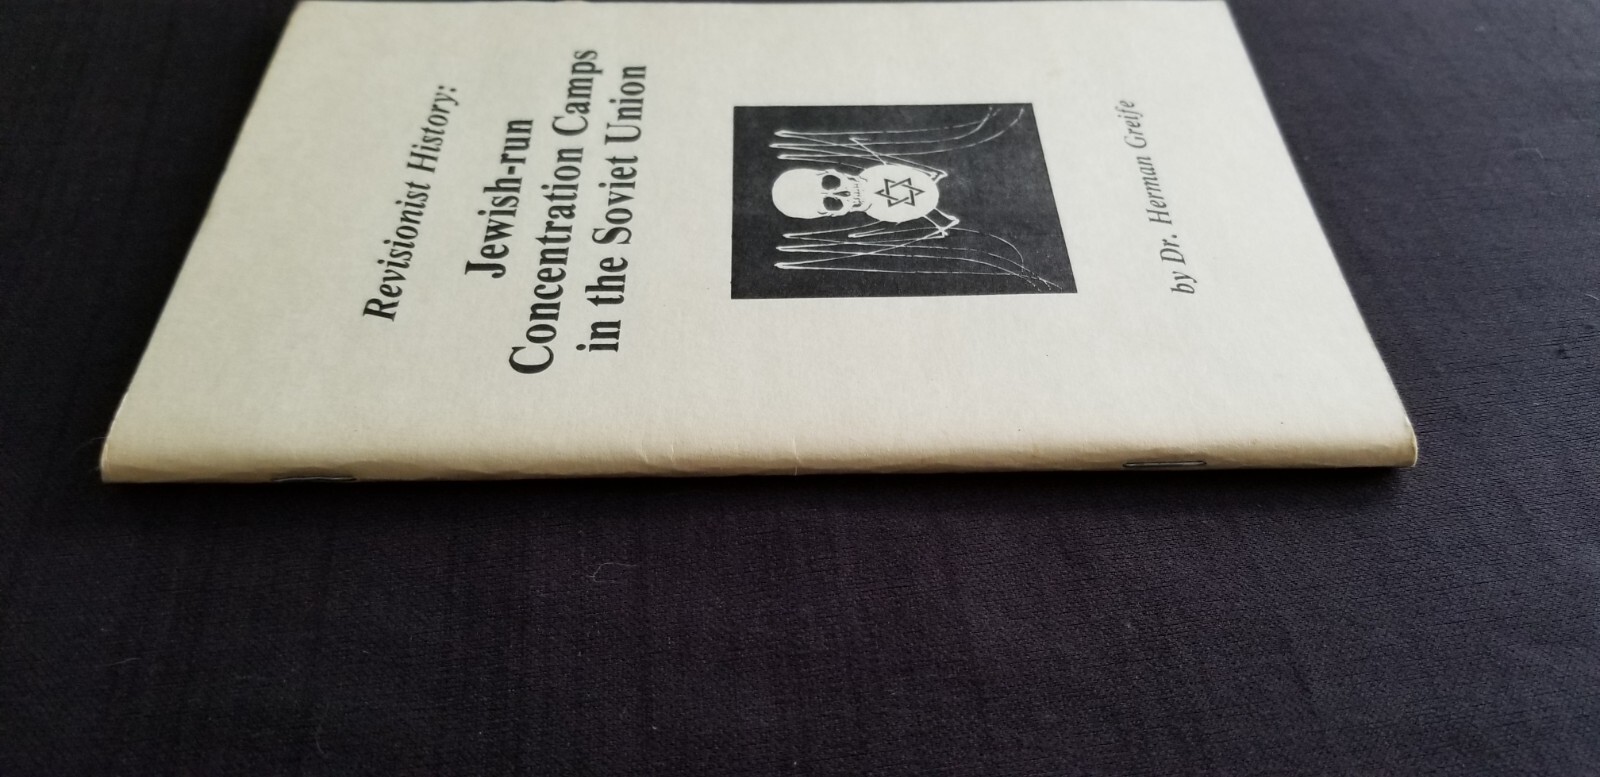 Revisionist History:
Jewish-run
Concentration Camps
in the Soviet Union
by Dr. Herman Greife